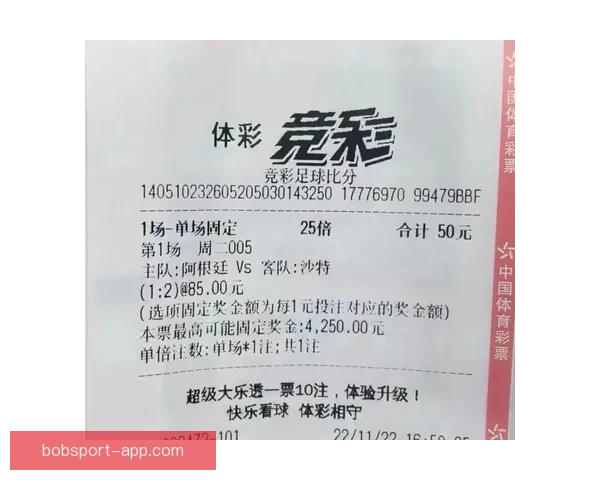 体彩 竞彩
竞彩足球比分
140510232605205030143250 17776970 99479BBF
1场-单场固定 25倍 合计 50元
第1场 周二005
主队:阿根廷 Vs 客队:沙特
(1:2)@85.00元
(选项固定奖金额为每1元投注对应的奖金额)
本票最高可能固定奖金:4,250.00元
单倍注数:单场*1注;共1注
超级大乐透一票10注，体验升级！
快乐看球 体彩相守
22/11/22
中国体育彩票
中国体育彩票
中
bobsport-app.com